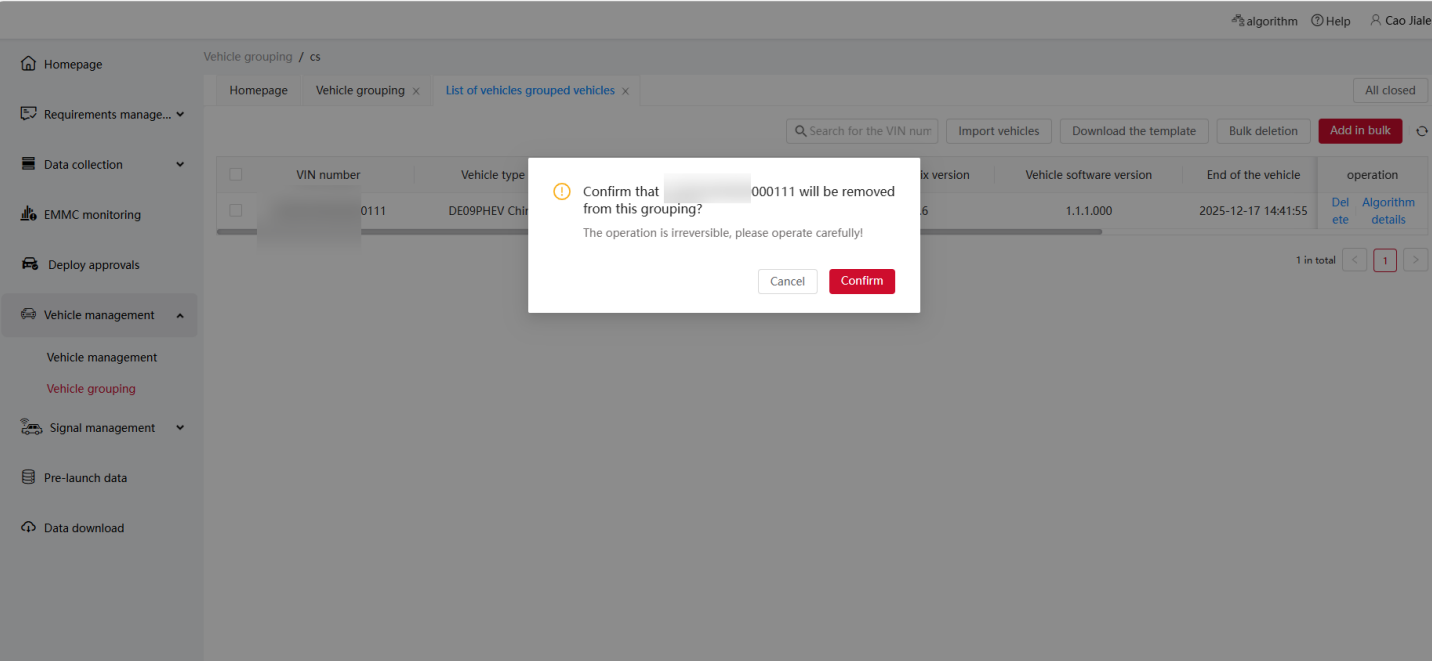 algorithm Help Cao Jiale
Homepage
Requirements manage...
Data collection
EMMC monitoring
Deploy approvals
Vehicle management
Vehicle management
Vehicle grouping
Signal management
Pre-launch data
Data download
Vehicle grouping / cs
Homepage Vehicle grouping × List of vehicles grouped vehicles × All closed
Search for the VIN num Import vehicles Download the template Bulk deletion Add in bulk
VIN number Vehicle type ix version Vehicle software version End of the vehicle operation
0111 DE09PHEV Chir .6 1.1.1.000 2025-12-17 14:41:55 Del Algorithm
ete details
1 in total < 1 >
Confirm that 000111 will be removed
from this grouping?
The operation is irreversible, please operate carefully!
Cancel Confirm